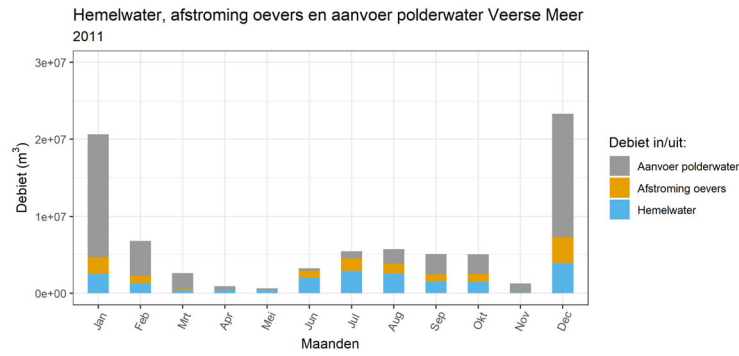 Hemelwater, afstroming oevers en aanvoer polderwater Veerse Meer
2011
3e+07
2e+07
1e+07
0e+00
Debiet (m³)
Jan
Feb
Mrt
Apr
Mei
Jun
Jul
Aug
Sep
Okt
Nov
Dec
Maanden
Debiet in/uit:
Aanvoer polderwater
Afstroming oevers
Hemelwater